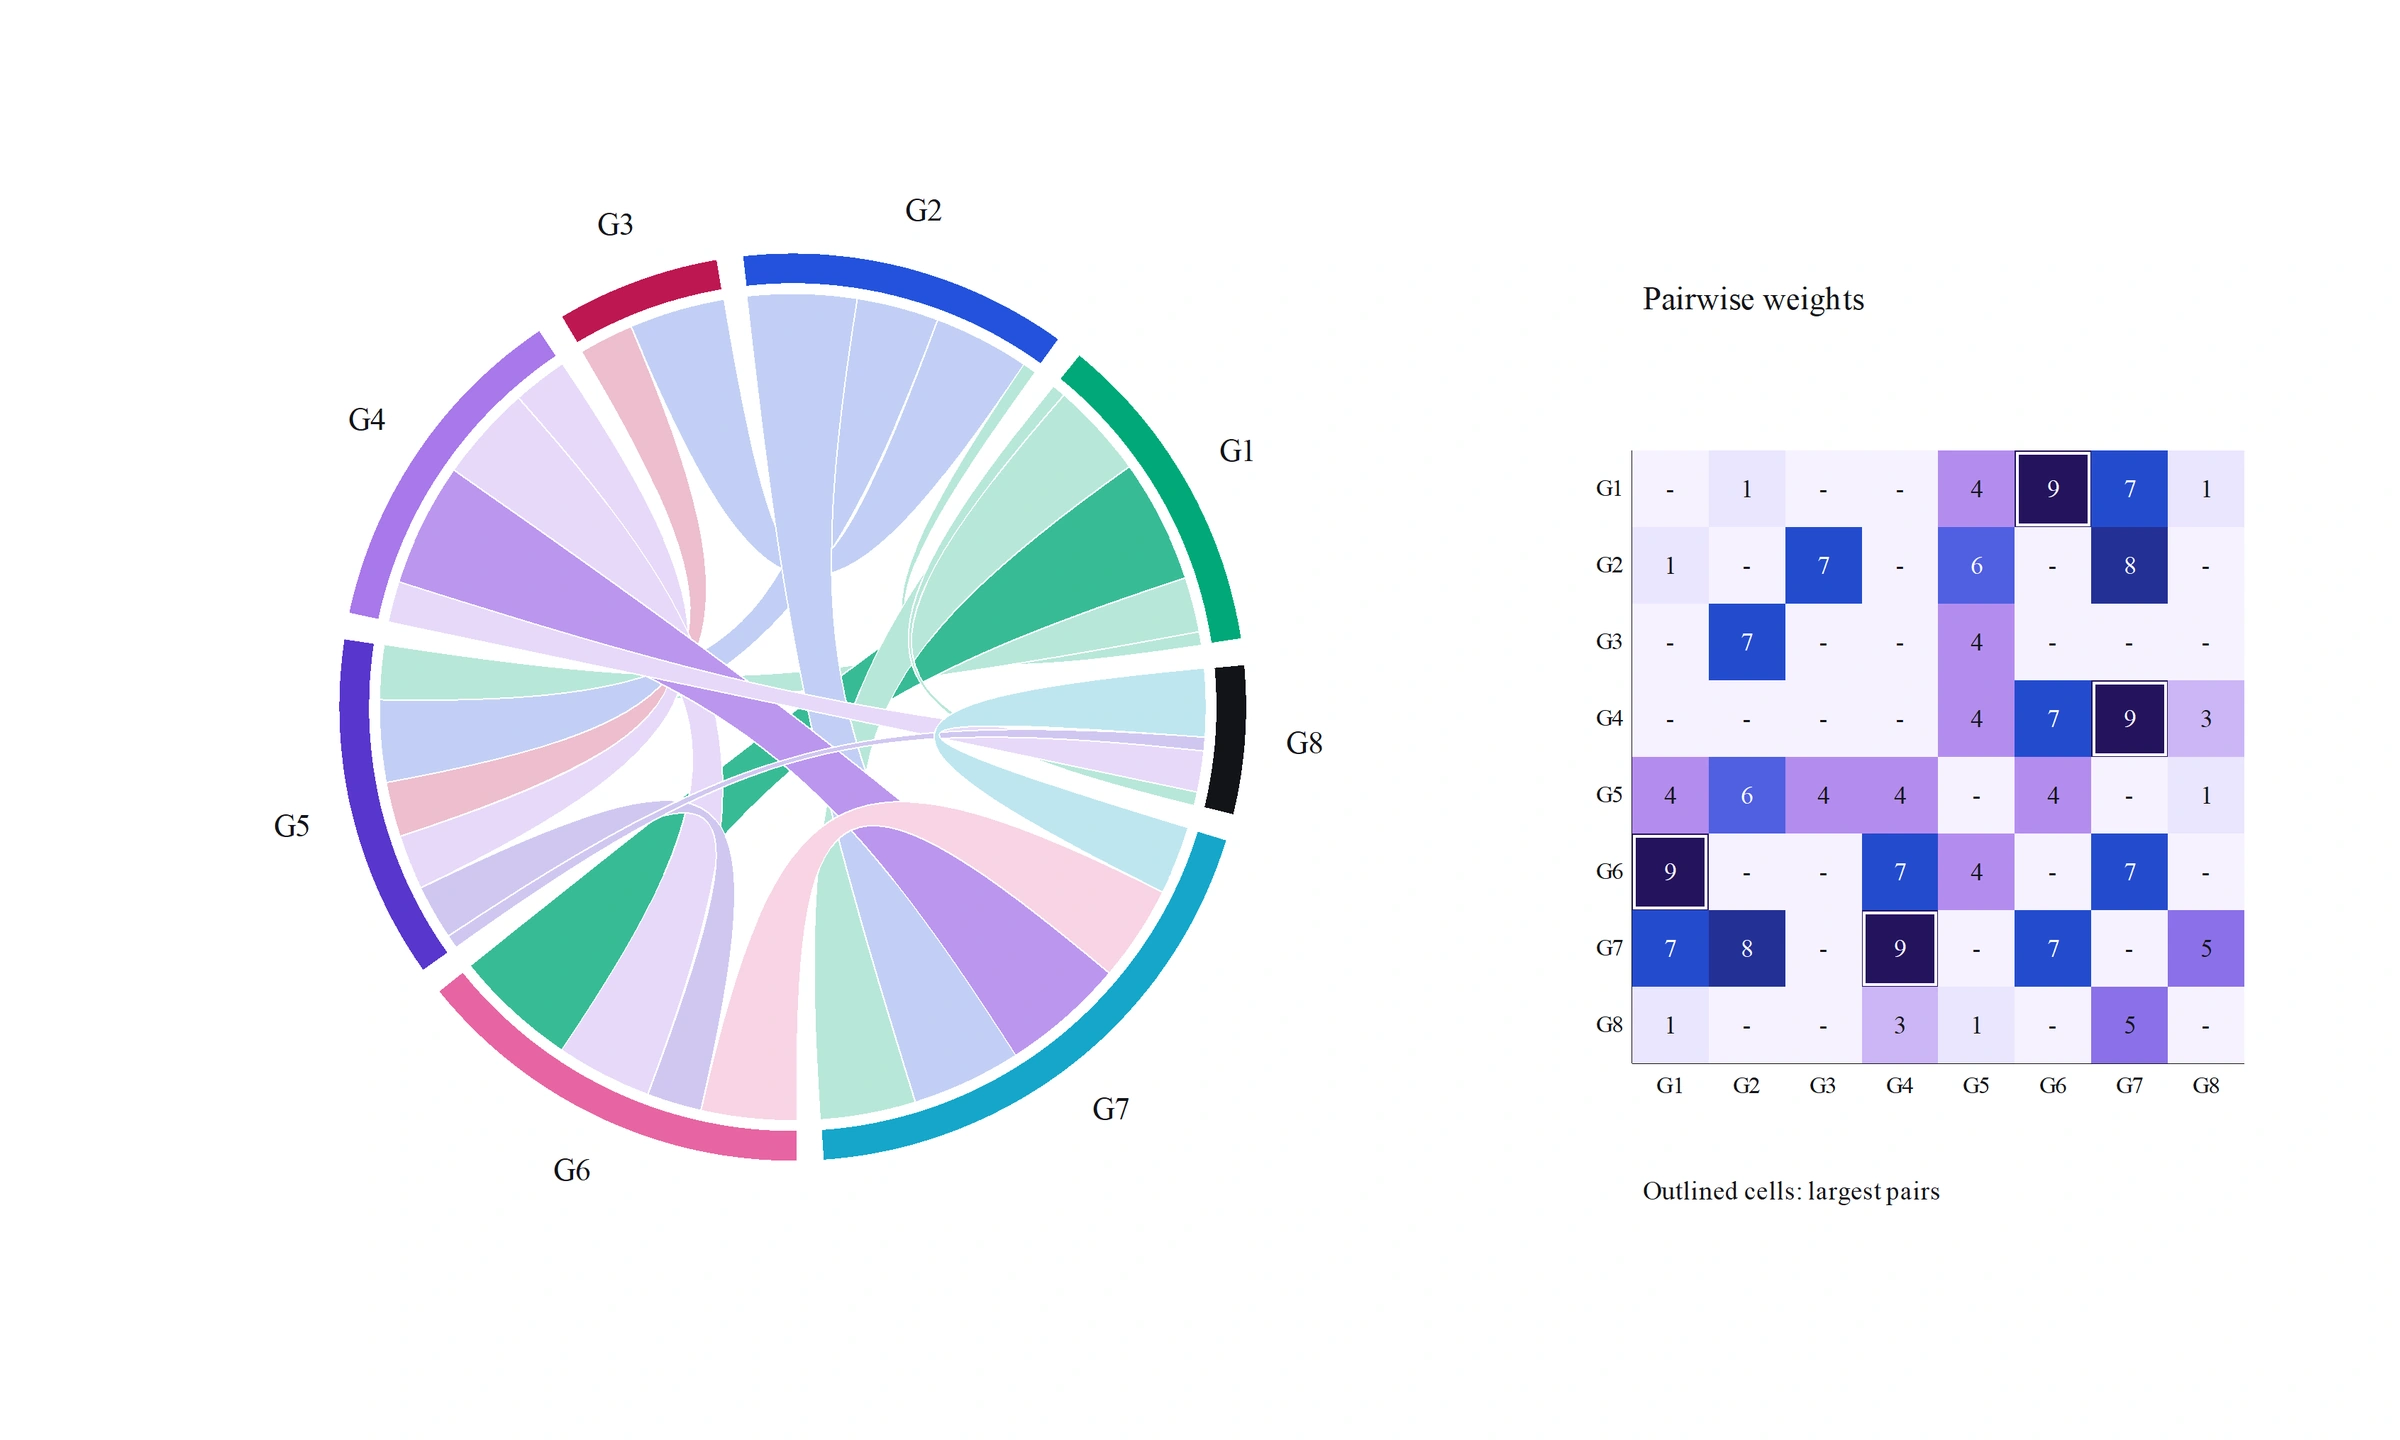 G2
G3
G4
G1
G5
G8
G6
G7
Pairwise weights
G1 - 1 - - 4 9 7 1
G2 1 - 7 - 6 - 8 -
G3 - 7 - - 4 - - -
G4 - - - - 4 7 9 3
G5 4 6 4 4 - 4 - 1
G6 9 - - 7 4 - 7 -
G7 7 8 - 9 - 7 - 5
G8 1 - - 3 1 - 5 -
G1 G2 G3 G4 G5 G6 G7 G8
Outlined cells: largest pairs